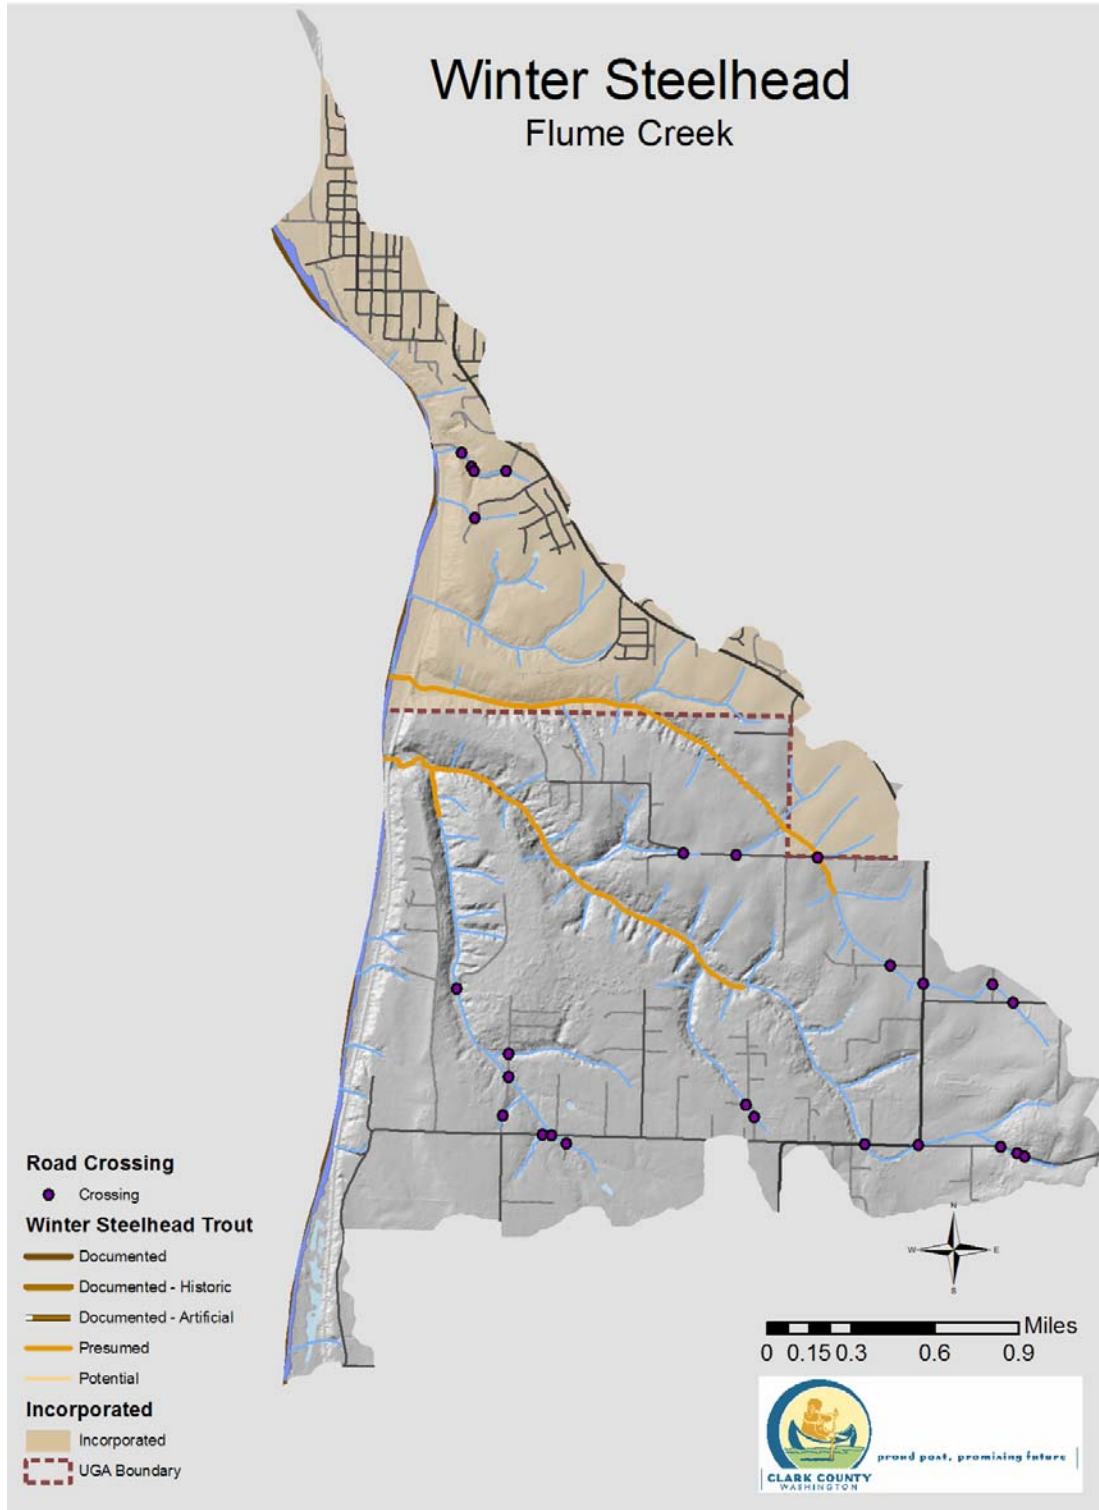 Winter Steelhead
Flume Creek
Road Crossing
Crossing
Winter Steelhead Trout
Documented
Documented - Historic
Documented - Artificial
Presumed
Potential
Incorporated
Incorporated
UGA Boundary
N
W E
S
Miles
0 0.15 0.3 0.6 0.9
proud past, promising future
CLARK COUNTY
WASHINGTON